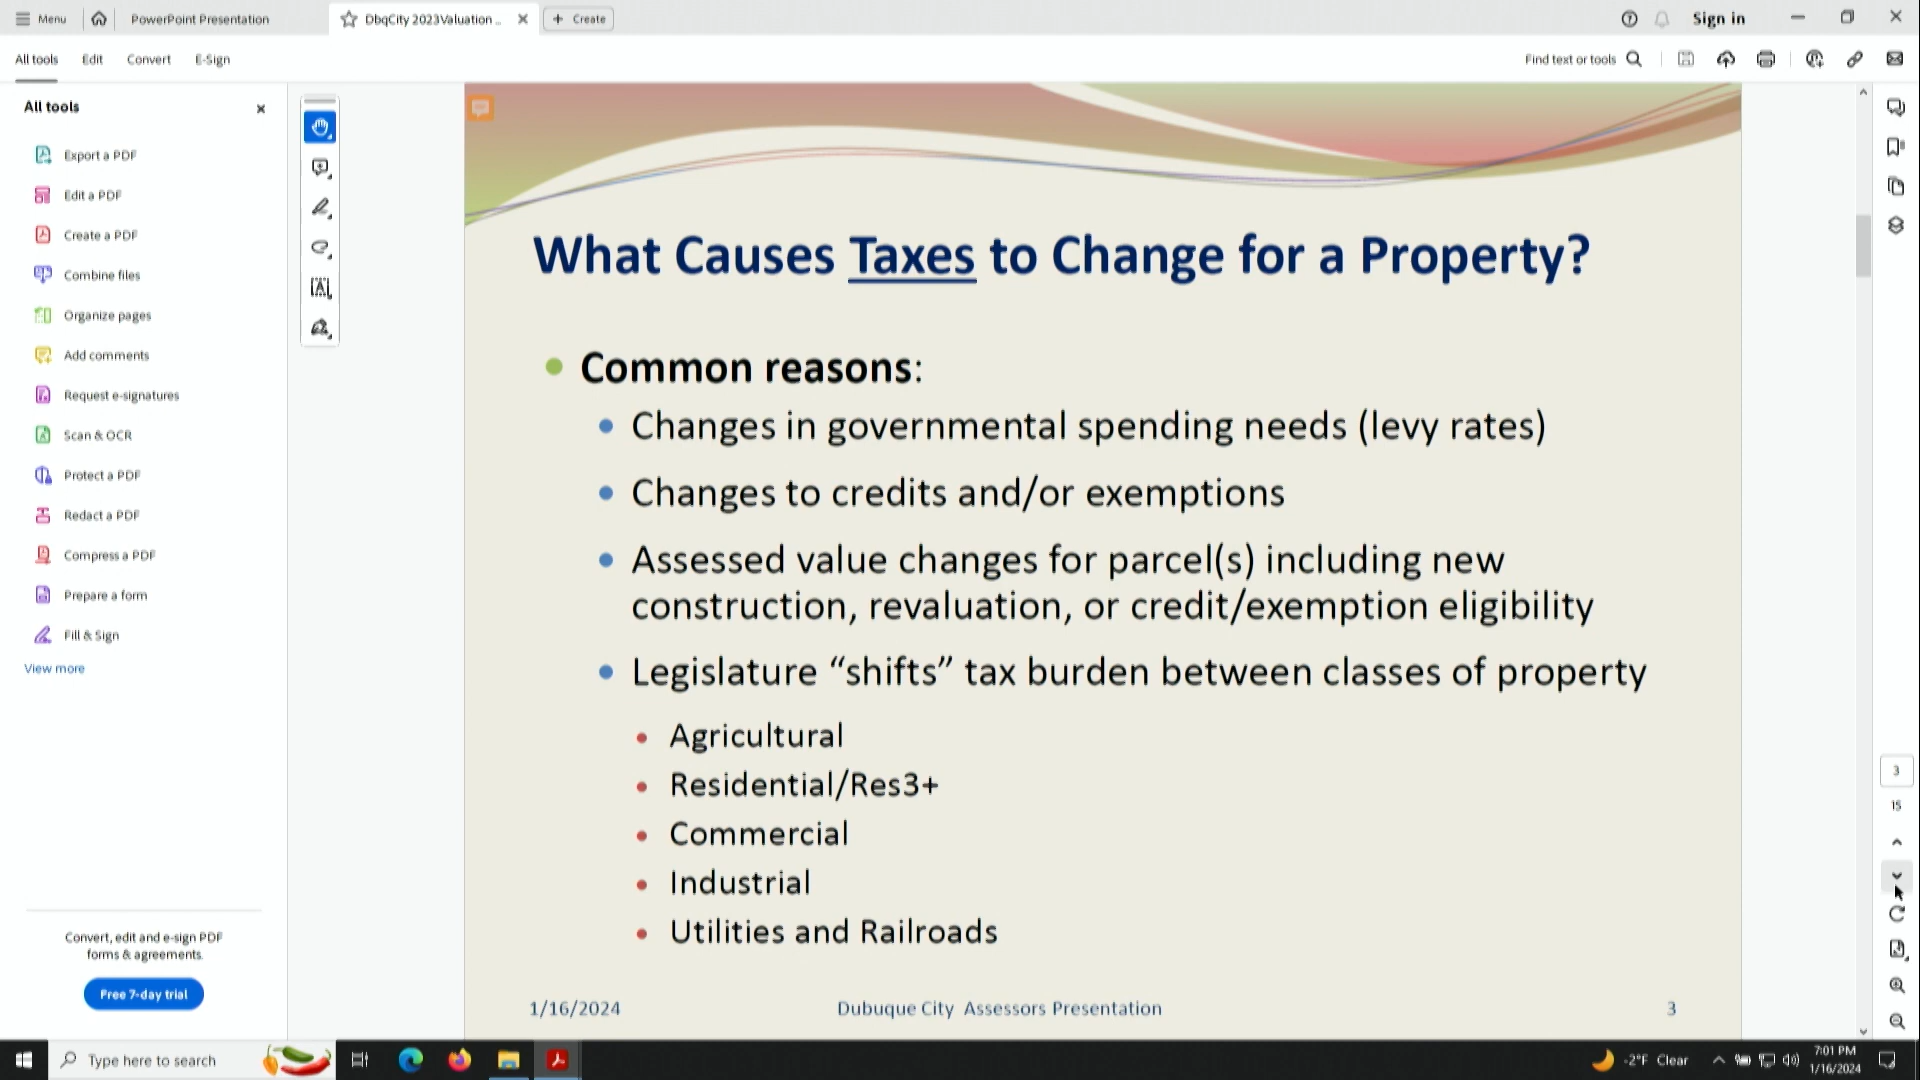 Menu
PowerPoint Presentation
DbqCity 2023Valuation ...
Create
Sign in
All tools
Edit
Convert
E-Sign
Find text or tools
All tools
Export a PDF
Edit a PDF
Create a PDF
Combine files
Organize pages
Add comments
Request e-signatures
Scan & OCR
Protect a PDF
Redact a PDF
Compress a PDF
Prepare a form
Fill & Sign
View more
Convert, edit and e-sign PDF
forms & agreements
Free 7-day trial
What Causes Taxes to Change for a Property?
Common reasons:
Changes in governmental spending needs (levy rates)
Changes to credits and/or exemptions
Assessed value changes for parcel(s) including new
construction, revaluation, or credit/exemption eligibility
Legislature “shifts” tax burden between classes of property
Agricultural
Residential/Res3+
Commercial
Industrial
Utilities and Railroads
1/16/2024
Dubuque City Assessors Presentation
3
3
15
Type here to search
-2°F Clear
7:01 PM
1/16/2024